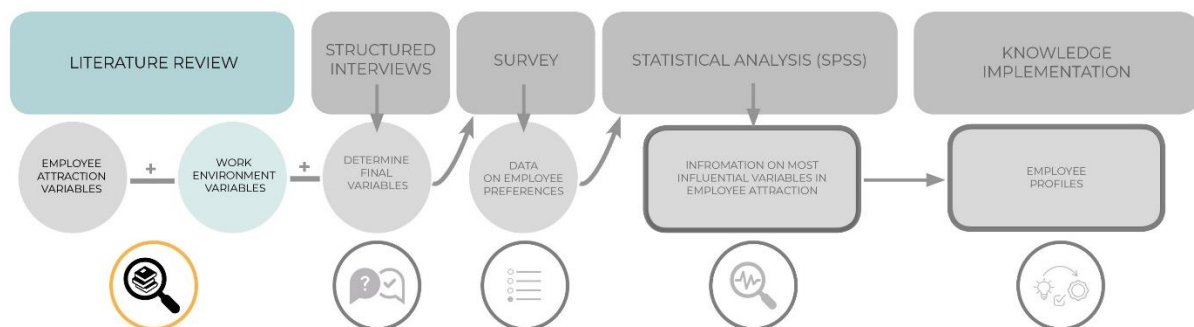 LITERATURE REVIEW
STRUCTURED
INTERVIEWS
SURVEY
STATISTICAL ANALYSIS (SPSS)
KNOWLEDGE
IMPLEMENTATION
EMPLOYEE
ATTRACTION
VARIABLES
+
WORK
ENVIRONMENT
VARIABLES
+
DETERMINE
FINAL
VARIABLES
DATA
ON EMPLOYEE
PREFERENCES
INFROMATION ON MOST
INFLUENTIAL VARIABLES IN
EMPLOYEE ATTRACTION
EMPLOYEE
PROFILES
?